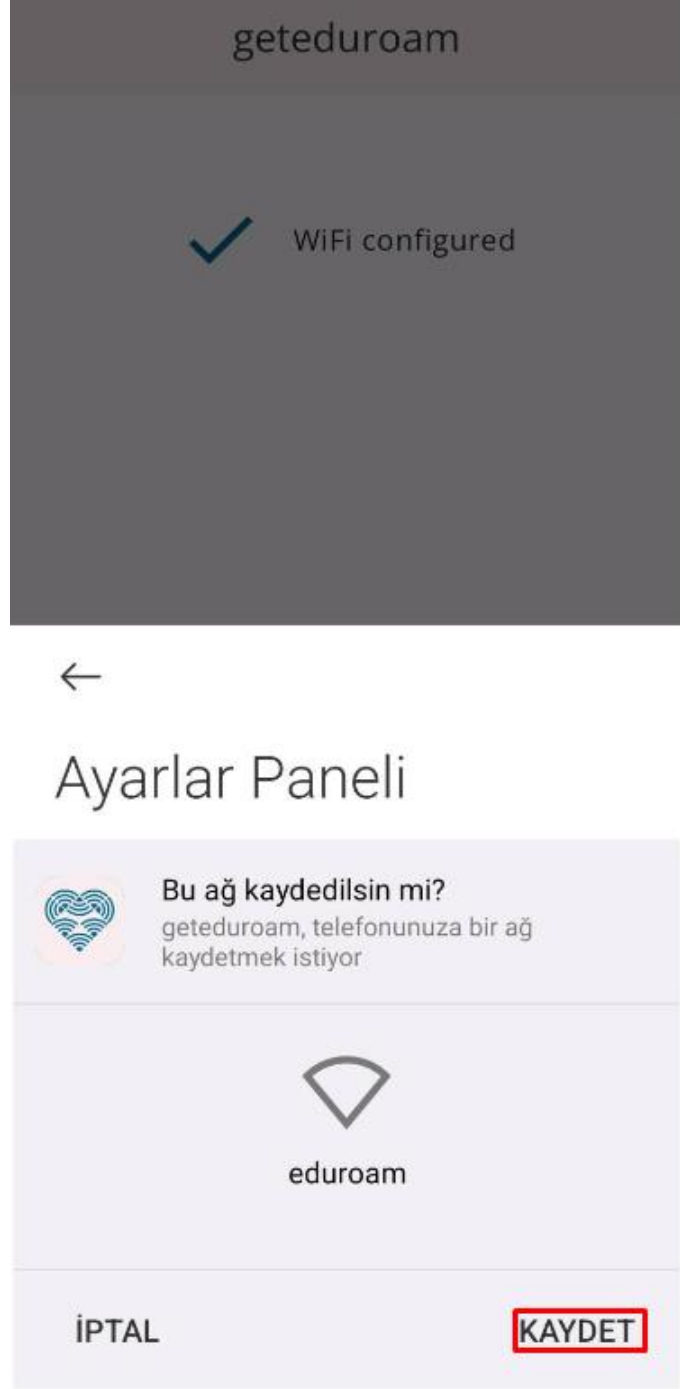 geteduroam
WiFi configured
Ayarlar Paneli
Bu ağ kaydedilsin mi?
geteduroam, telefonunuza bir ağ
kaydetmek istiyor
eduroam
İPTAL
KAYDET